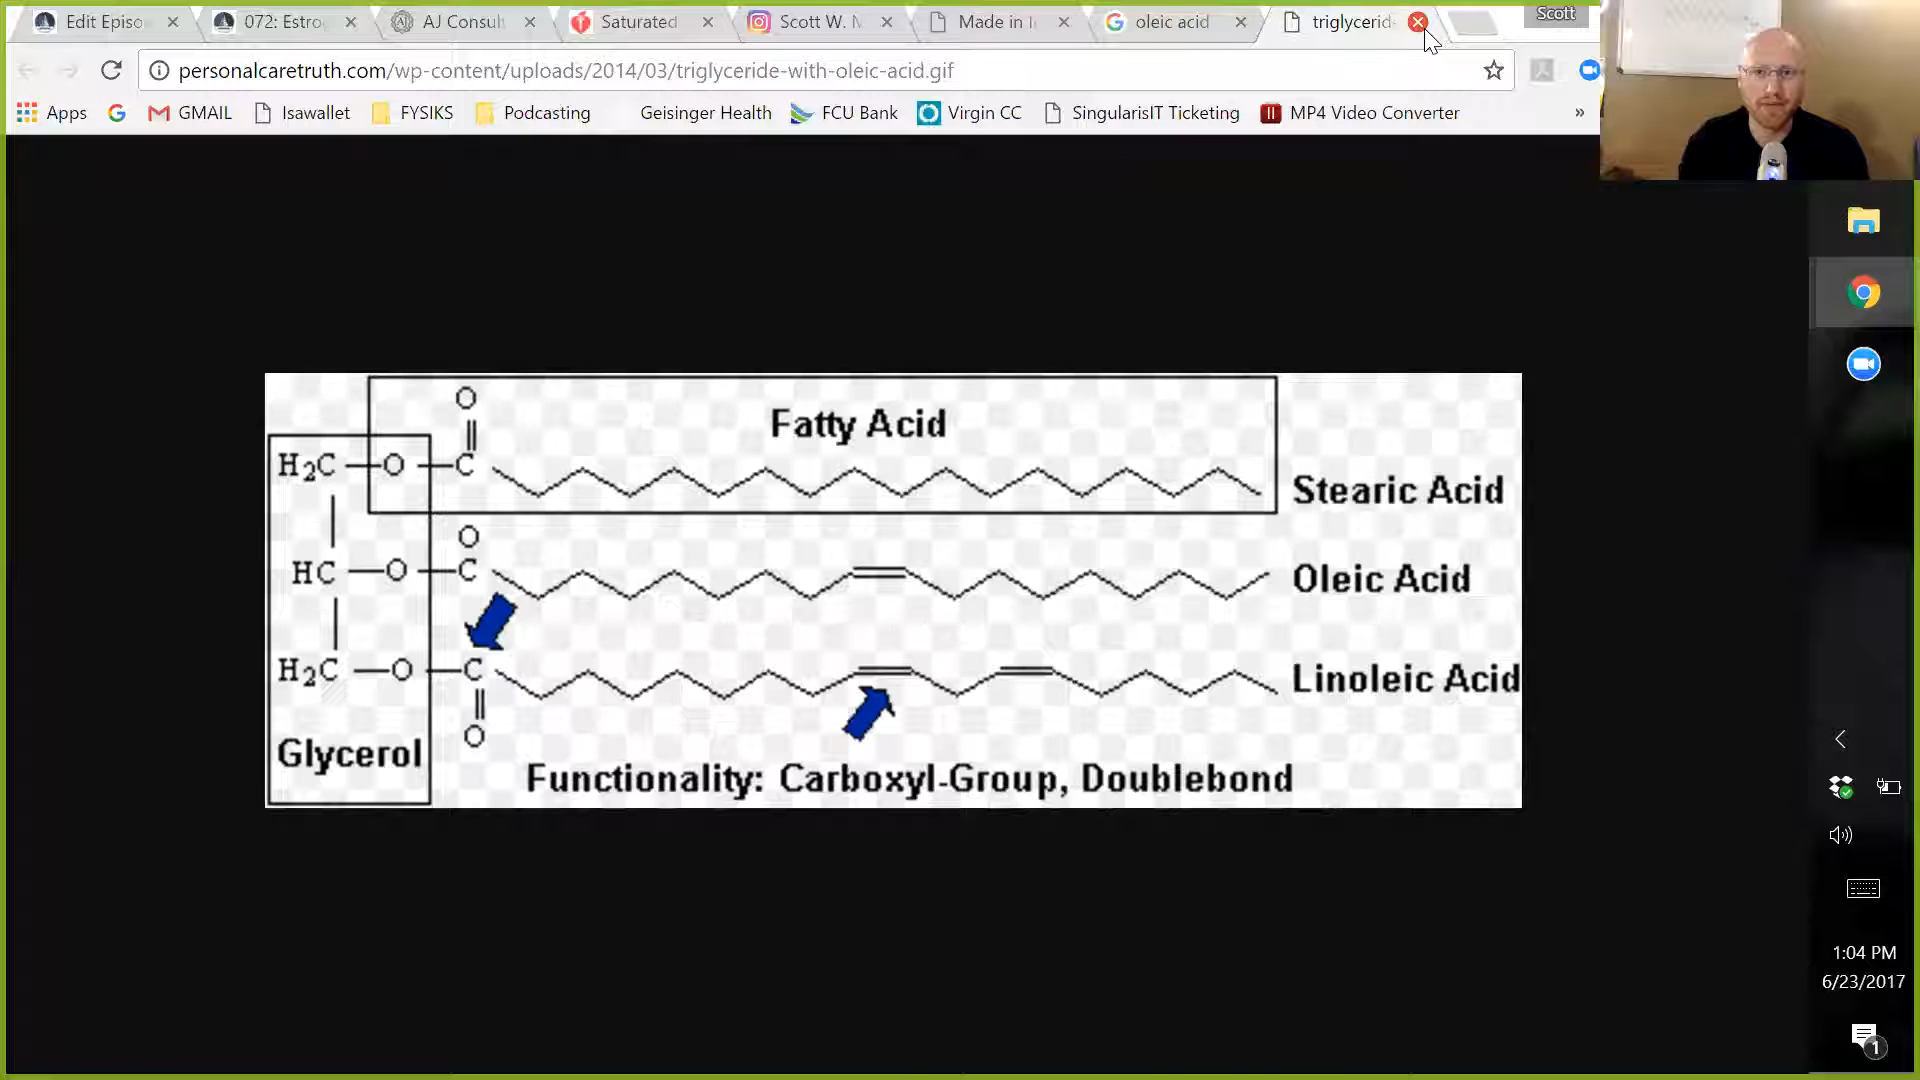 Edit Episo
072: Estro
AJ Consult
Saturated
Scott W. M
Made in I
oleic acid
triglycerid
Scott
personalcaretruth.com/wp-content/uploads/2014/03/triglyceride-with-oleic-acid.gif
Apps
GMAIL
Isawallet
FYSIKS
Podcasting
Geisinger Health
FCU Bank
Virgin CC
SingularisIT Ticketing
MP4 Video Converter
»
O
Fatty Acid
H2C—O—C
Stearic Acid
O
HC—O—C
Oleic Acid
H2C—O—C
Linoleic Acid
O
Glycerol
Functionality: Carboxyl-Group, Doublebond
1:04 PM
6/23/2017
1